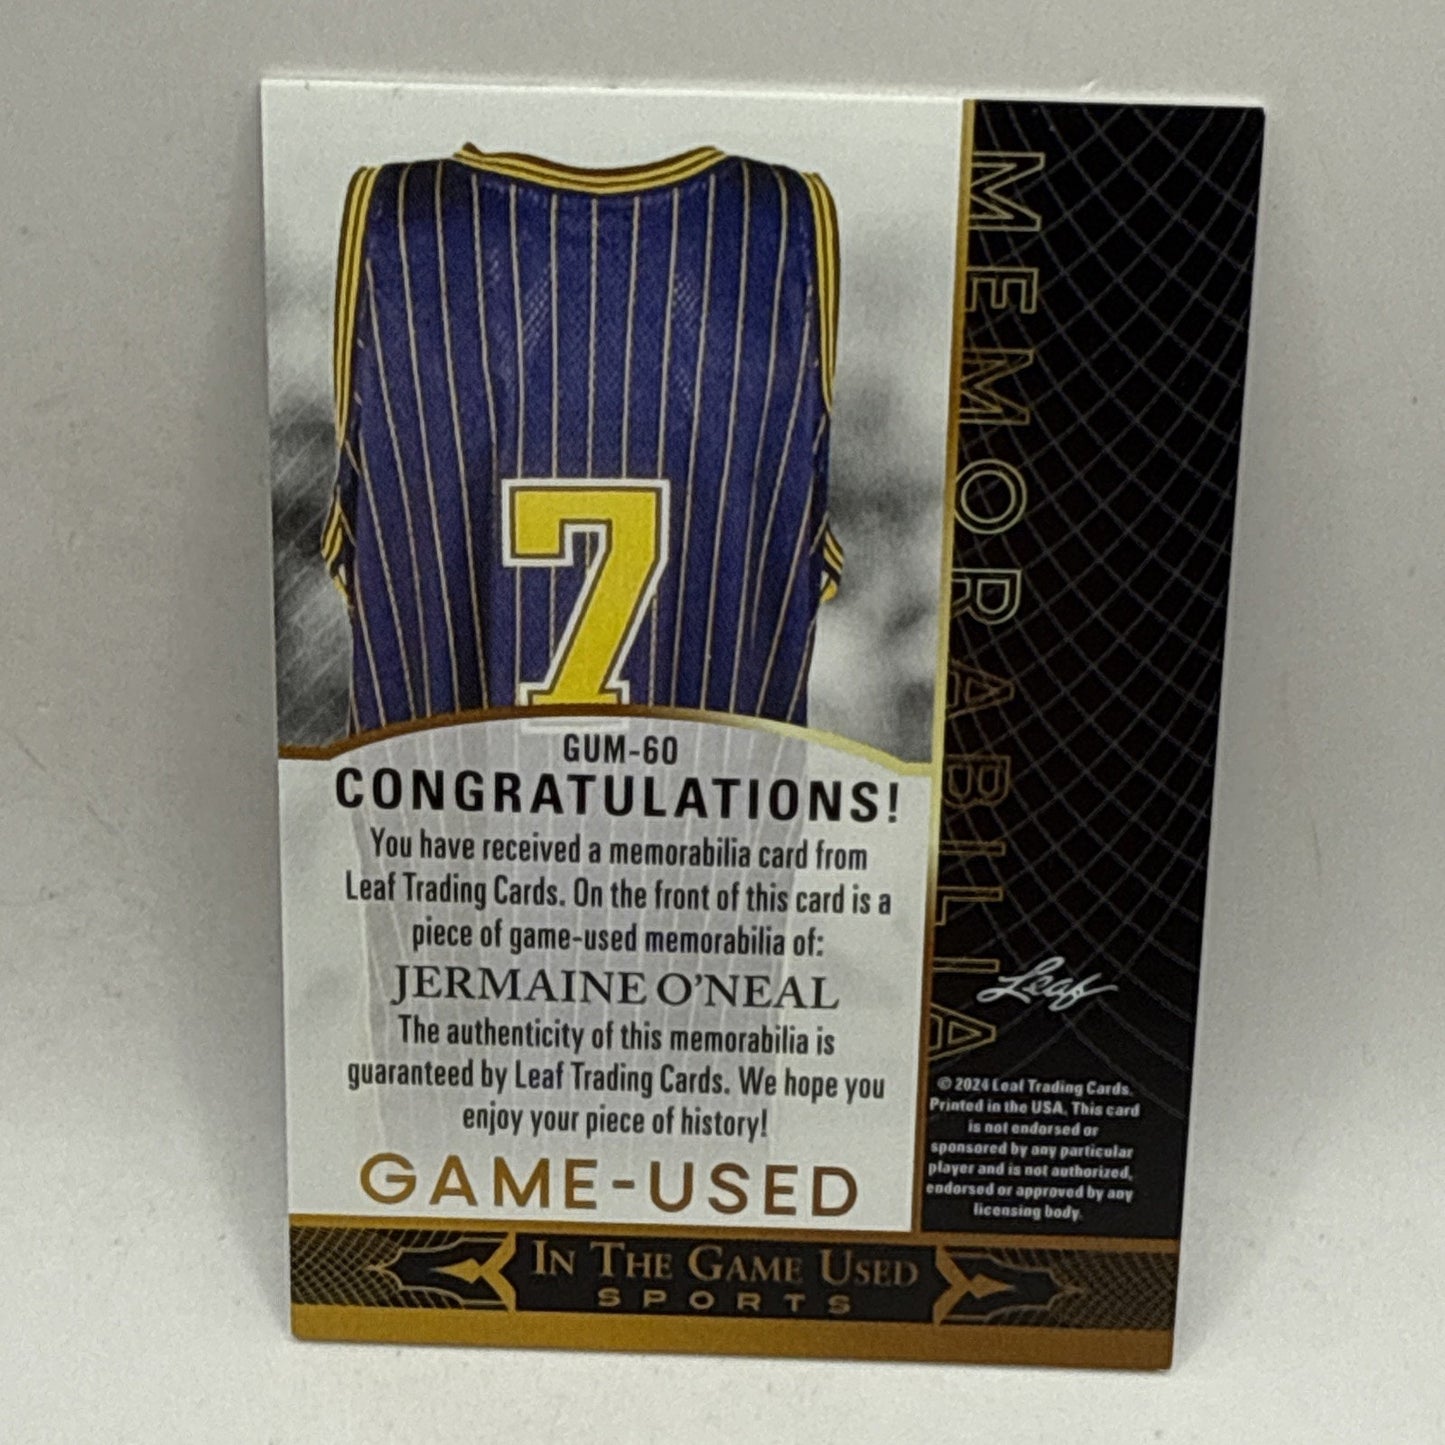 7
GUM-60
CONGRATULATIONS!
You have received a memorabilia card from
Leaf Trading Cards. On the front of this card is a
piece of game-used memorabilia of:
JERMAINE O'NEAL
The authenticity of this memorabilia is
guaranteed by Leaf Trading Cards. We hope you
enjoy your piece of history!
GAME-USED
IN THE GAME USED
SPORTS
MEMORABILIA
Leaf
© 2024 Leaf Trading Cards.
Printed in the USA. This card
is not endorsed or
sponsored by any particular
player and is not authorized,
endorsed or approved by any
licensing body.